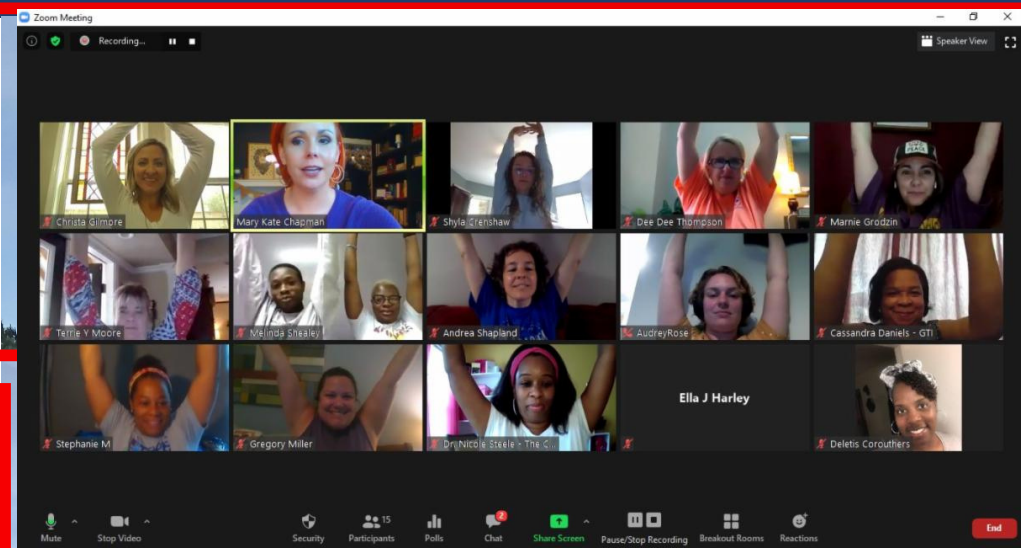 Zoom Meeting
Recording...
Speaker View
Christa Gilmore
Mary Kate Chapman
Shyla Crenshaw
Dee Dee Thompson
Marnie Grodzin
Terrie Y Moore
Melinda Shealey
Andrea Shapland
AudreyRose
Cassandra Daniels - GTI
Stephanie M
Gregory Miller
Dr. Nicole Steele - The C...
Ella J Harley
Deletis Corouthers
Mute
Stop Video
Security
15
Participants
Polls
2
Chat
Share Screen
Pause/Stop Recording
Breakout Rooms
Reactions
End